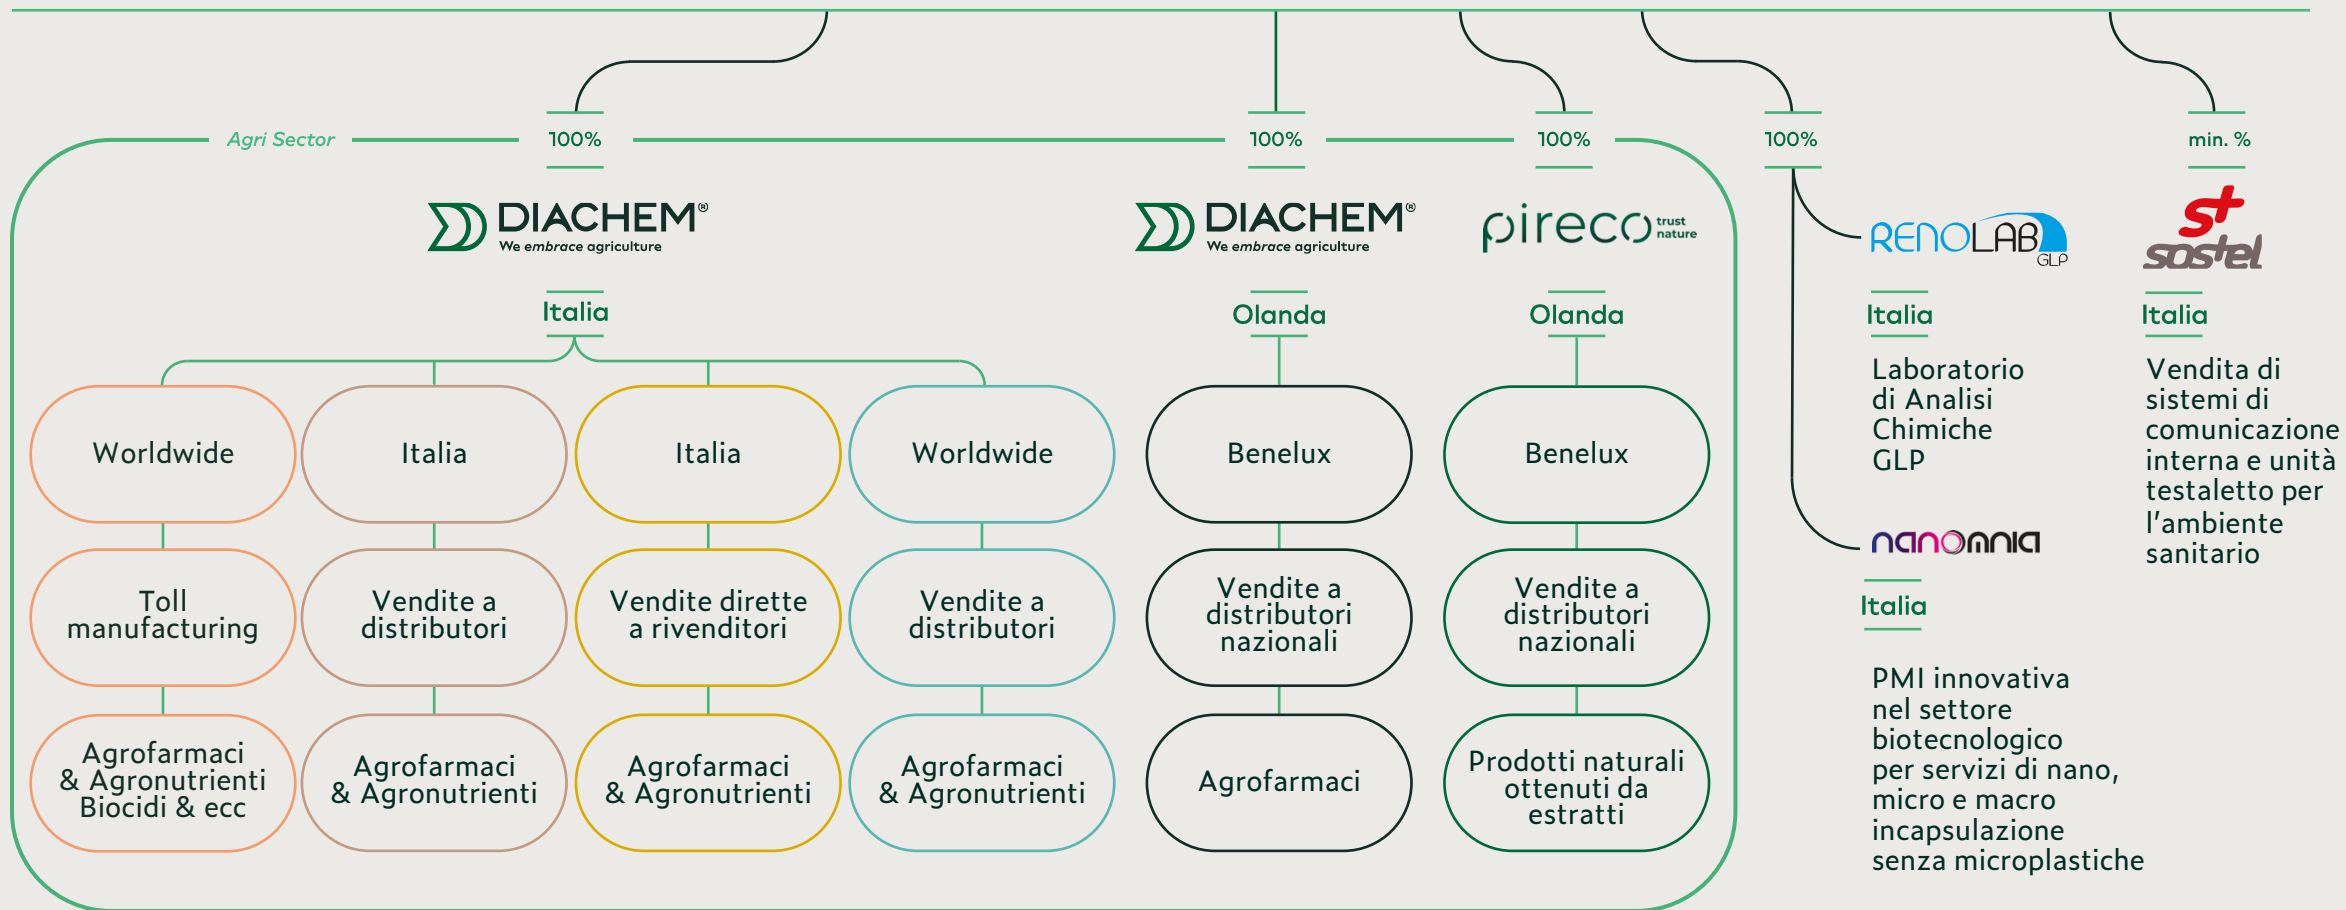 Agri Sector
100%
100%
100%
100%
min. %
DIACHEM®
We embrace agriculture
DIACHEM®
We embrace agriculture
pireco trust
nature
RENOLAB
GLP
s+
sostel
Italia
Olanda
Olanda
Italia
Italia
Worldwide
Toll
manufacturing
Agrofarmaci
& Agronutrienti
Biocidi & ecc
Italia
Vendite a
distributori
Agrofarmaci
& Agronutrienti
Italia
Vendite dirette
a rivenditori
Agrofarmaci
& Agronutrienti
Worldwide
Vendite a
distributori
Agrofarmaci
& Agronutrienti
Benelux
Vendite a
distributori
nazionali
Agrofarmaci
Benelux
Vendite a
distributori
nazionali
Prodotti naturali
ottenuti da
estratti
Laboratorio
di Analisi
Chimiche
GLP
nanomnia
Italia
PMI innovativa
nel settore
biotecnologico
per servizi di nano,
micro e macro
incapsulazione
senza microplastiche
Vendita di
sistemi di
comunicazione
interna e unità
testaletto per
l’ambiente
sanitario